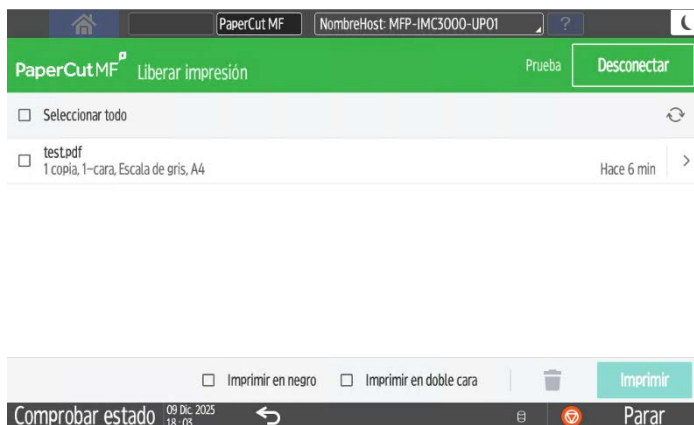 PaperCut MF
NombreHost: MFP-IMC3000-UP01
?
PaperCut MF
Liberar impresión
Prueba
Desconectar
Seleccionar todo
test.pdf
1 copia, 1-cara, Escala de gris, A4
Hace 6 min
Imprimir en negro
Imprimir en doble cara
Imprimir
Comprobar estado
09 Dic. 2025
18:03
Parar